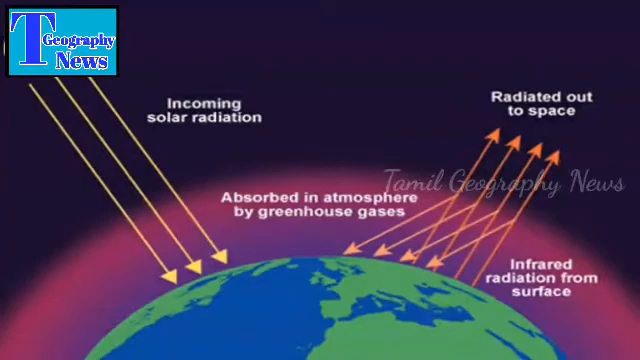 T Geography
News
Incoming
solar radiation
Radiated out
to space
Tamil Geography News
Absorbed in atmosphere
by greenhouse gases
Infrared
radiation from
surface